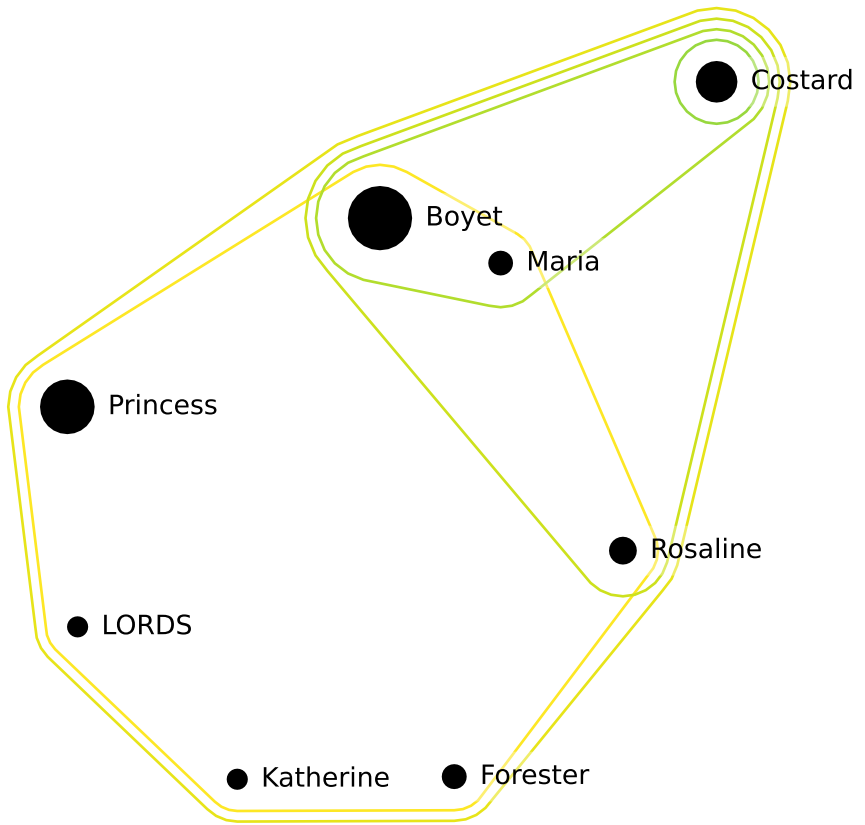 Costard
Boyet
Maria
Princess
Rosaline
LORDS
Katherine
Forester